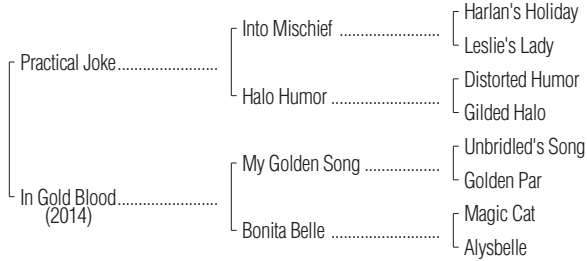 Harlan's Holiday
Into Mischief ....................
Leslie's Lady
Practical Joke ........................
Distorted Humor
Halo Humor ......................
Gilded Halo
Unbridled's Song
My Golden Song ...............
Golden Par
In Gold Blood ........................
(2014)
Magic Cat
Bonita Belle ......................
Alysbelle